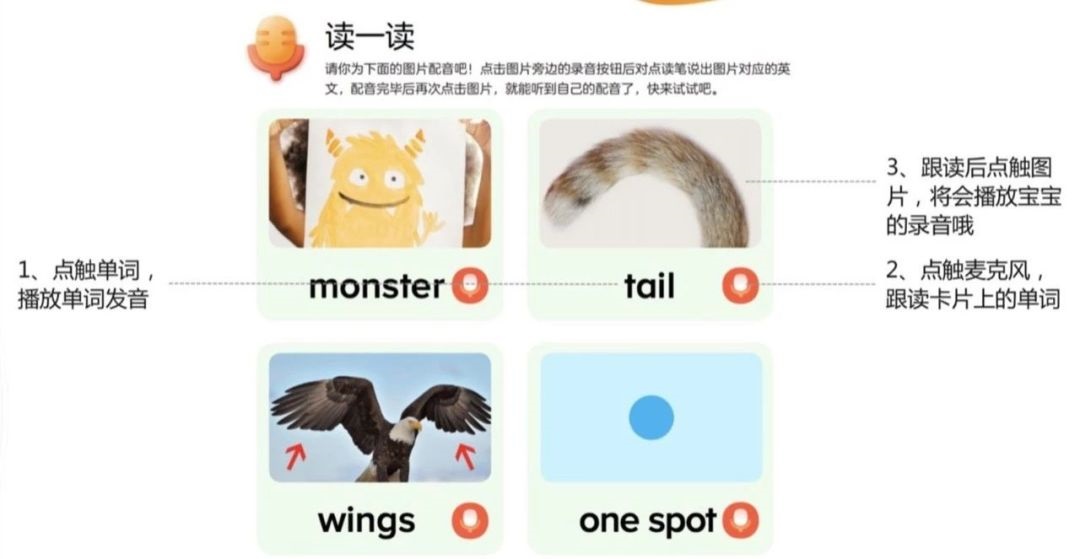 读一读
请你为下面的图片配音吧！点击图片旁边的录音按钮后对点读笔说出图片对应的英
文，配音完毕后再次点击图片，就能听到自己的配音了，快来试试吧。
monster
tail
1、点触单词，
播放单词发音
3、跟读后点触图
片，将会播放宝宝
的录音哦
2、点触麦克风，
跟读卡片上的单词
wings
one spot